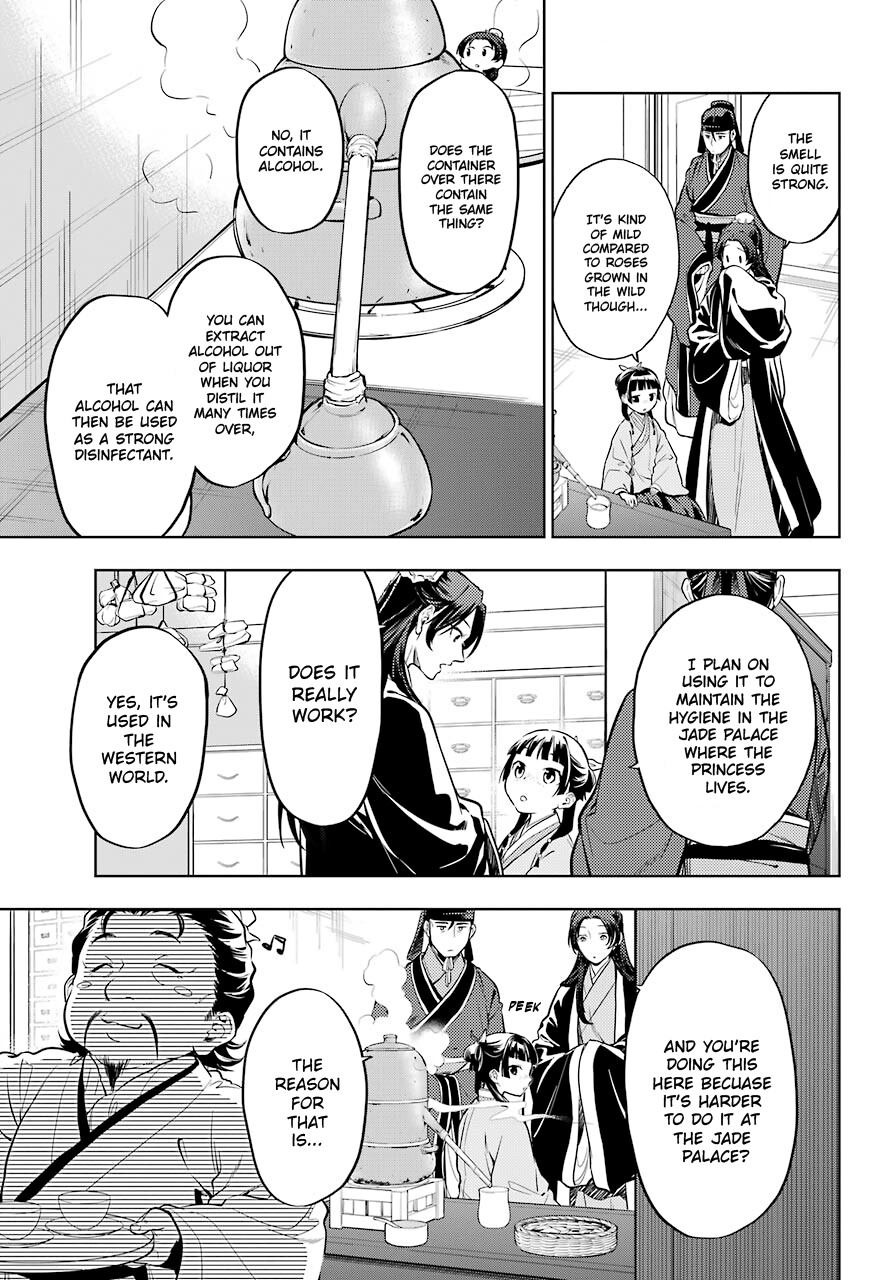 THE
SMELL
IS QUITE
STRONG.
IT'S KIND
OF MILD
COMPARED
TO ROSES
GROWN IN
THE WILD
THOUGH...
DOES THE
CONTAINER
OVER THERE
CONTAIN
THE SAME
THING?
NO, IT
CONTAINS
ALCOHOL.
YOU CAN
EXTRACT
ALCOHOL OUT
OF LIQUOR
WHEN YOU
DISTIL IT
MANY TIMES
OVER,
THAT
ALCOHOL CAN
THEN BE USED
AS A STRONG
DISINFECTANT.
I PLAN ON
USING IT TO
MAINTAIN THE
HYGIENE IN THE
JADE PALACE
WHERE THE
PRINCESS
LIVES.
DOES IT
REALLY
WORK?
YES, IT'S
USED IN
THE
WESTERN
WORLD.
AND YOU'RE
DOING THIS
HERE BECUASE
IT'S HARDER
TO DO IT AT
THE JADE
PALACE?
PEEK
THE
REASON
FOR
THAT
IS...